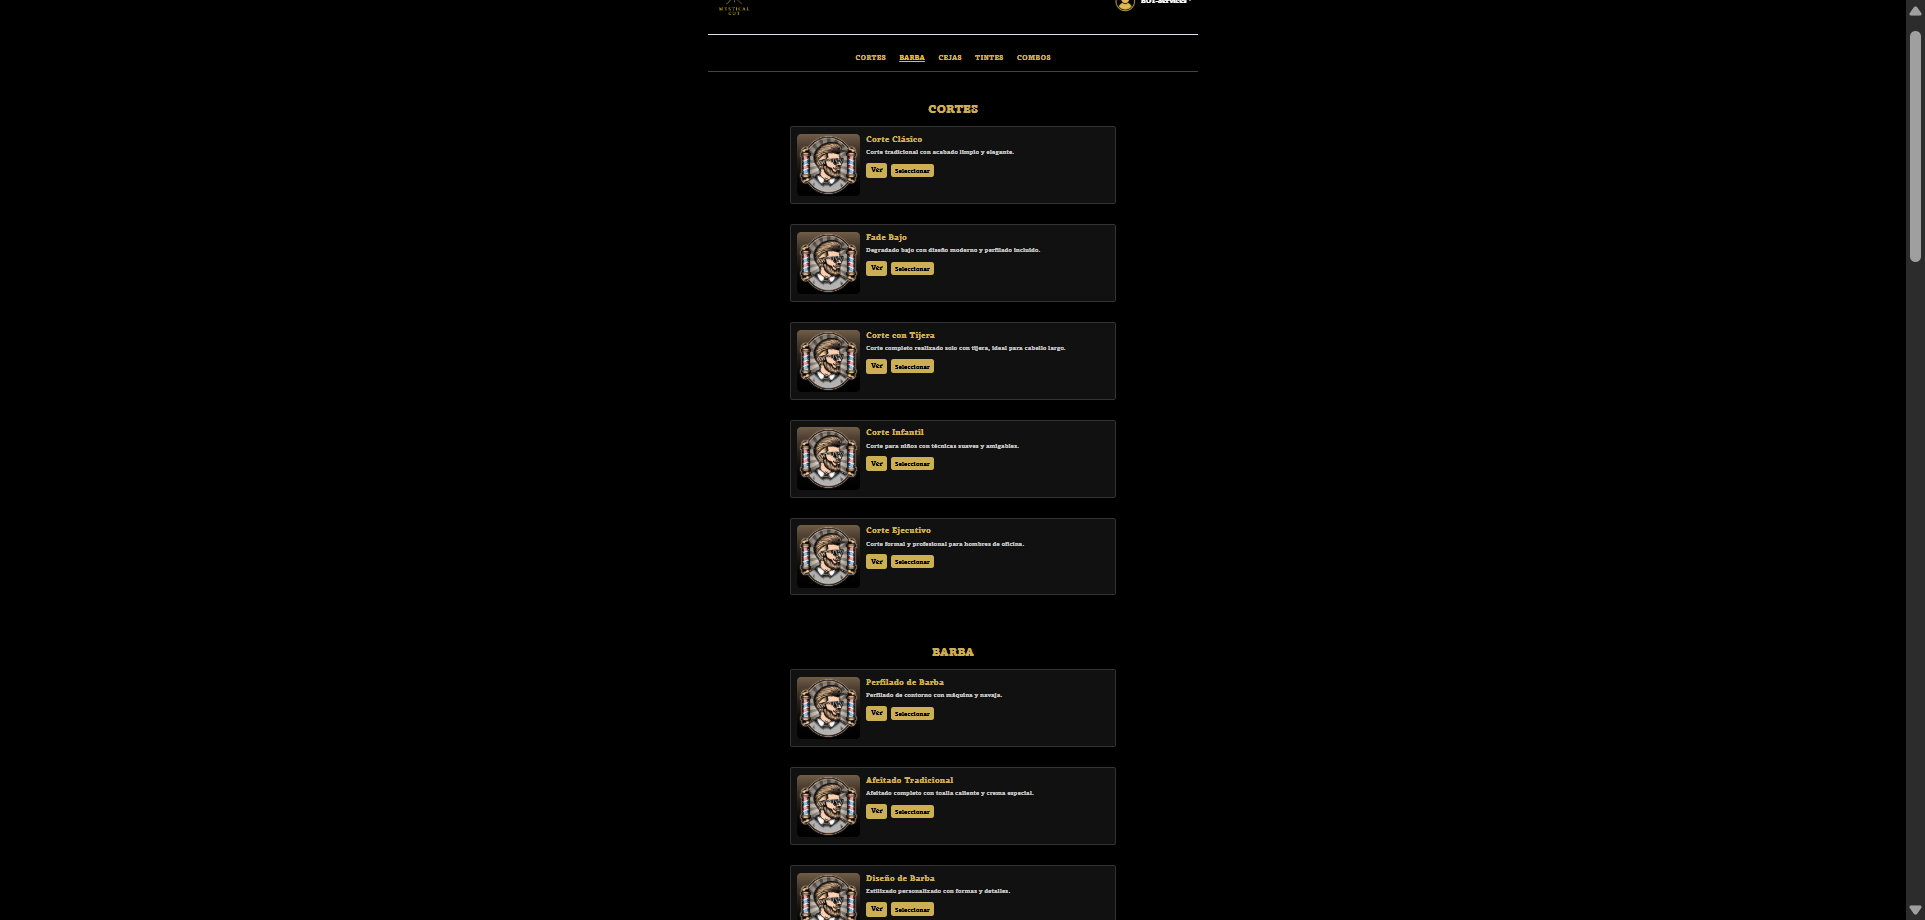 MYSTICAL
CUT
BOT-Services
CORTES BARBA CEJAS TINTES COMBOS
CORTES
Corte Clásico
Corte tradicional con acabado limpio y elegante.
Ver Seleccionar
Fade Bajo
Degradado bajo con diseño moderno y perfilado incluido.
Ver Seleccionar
Corte con Tijera
Corte completo realizado solo con tijera, ideal para cabello largo.
Ver Seleccionar
Corte Infantil
Corte para niños con técnicas suaves y amigables.
Ver Seleccionar
Corte Ejecutivo
Corte formal y profesional para hombres de oficina.
Ver Seleccionar
BARBA
Perfilado de Barba
Perfilado de contorno con máquina y navaja.
Ver Seleccionar
Afeitado Tradicional
Afeitado completo con toalla caliente y crema especial.
Ver Seleccionar
Diseño de Barba
Estilizado personalizado con formas y detalles.
Ver Seleccionar